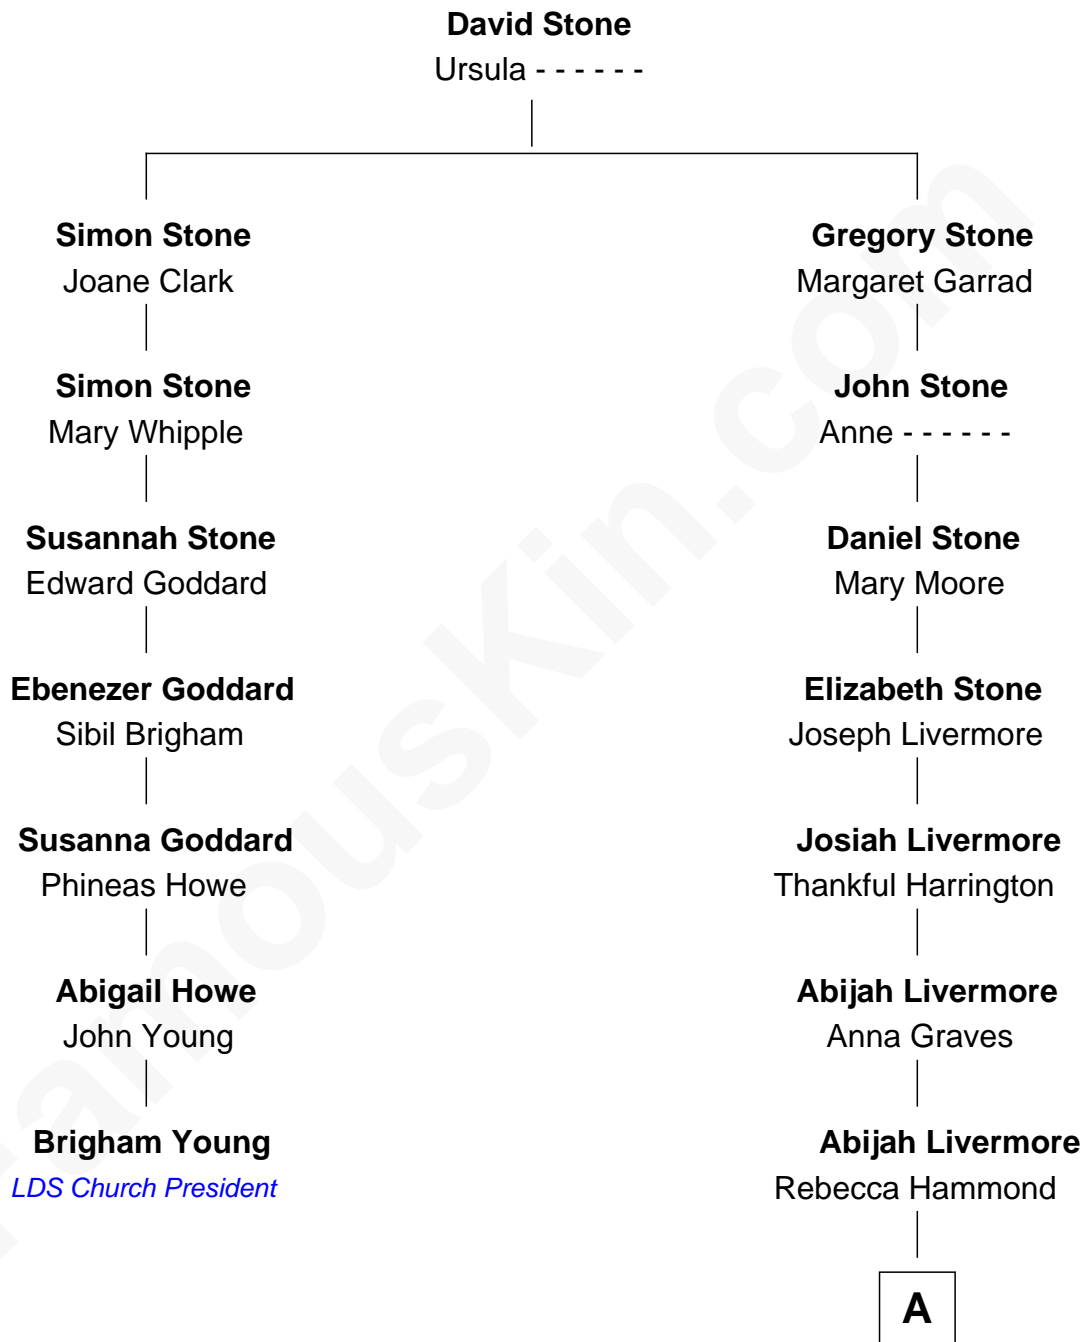 David Stone
Ursula - - - - - -
Simon Stone
Joane Clark
Simon Stone
Mary Whipple
Susannah Stone
Edward Goddard
Ebenezer Goddard
Sibil Brigham
Susanna Goddard
Phineas Howe
Abigail Howe
John Young
Brigham Young
LDS Church President
Gregory Stone
Margaret Garrad
John Stone
Anne - - - - - -
Daniel Stone
Mary Moore
Elizabeth Stone
Joseph Livermore
Josiah Livermore
Thankful Harrington
Abijah Livermore
Anna Graves
Abijah Livermore
Rebecca Hammond
A
FamousKin.com